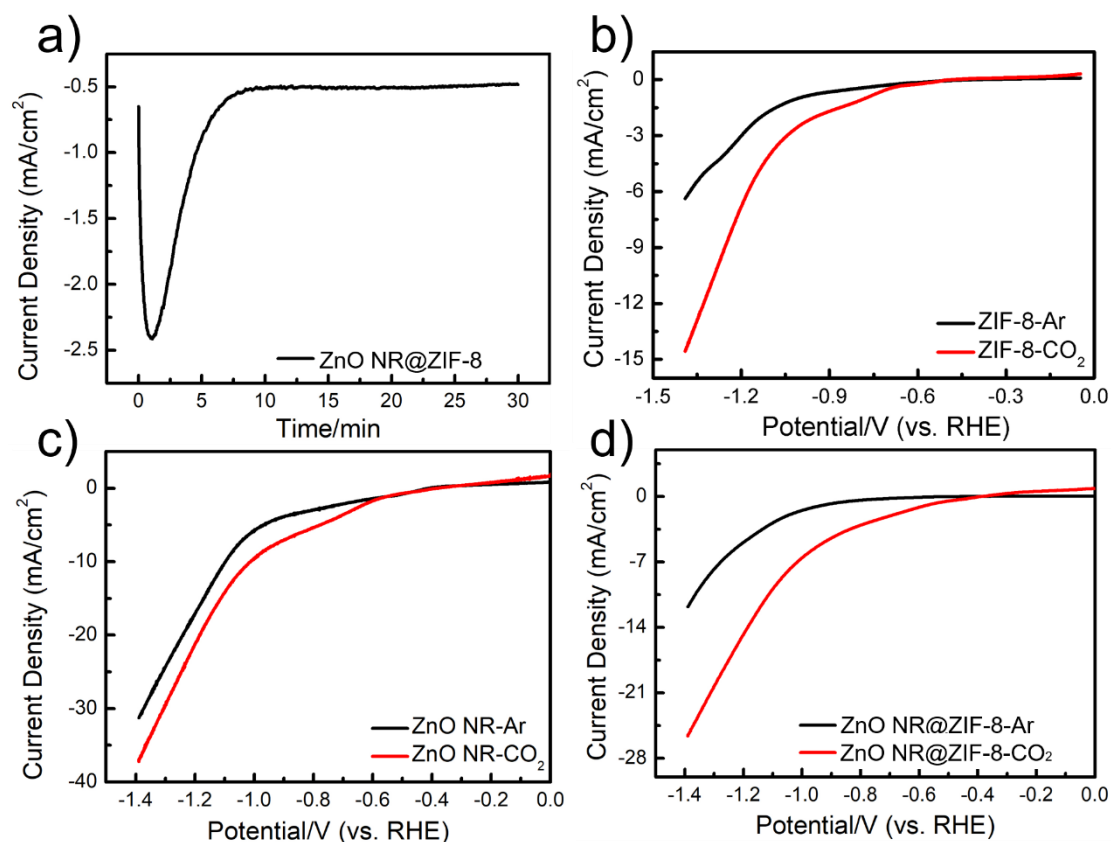 a)
-0.5
-1.0
-1.5
-2.0
-2.5
Current Density (mA/cm²)
ZnO NR@ZIF-8
0 5 10 15 20 25 30
Time/min
b)
0
-3
-6
-9
-12
-15
Current Density (mA/cm²)
ZIF-8-Ar
ZIF-8-CO₂
-1.5 -1.2 -0.9 -0.6 -0.3 0.0
Potential/V (vs. RHE)
c)
0
-10
-20
-30
-40
Current Density (mA/cm²)
ZnO NR-Ar
ZnO NR-CO₂
-1.4 -1.2 -1.0 -0.8 -0.6 -0.4 -0.2 0.0
Potential/V (vs. RHE)
d)
0
-7
-14
-21
-28
Current Density (mA/cm²)
ZnO NR@ZIF-8-Ar
ZnO NR@ZIF-8-CO₂
-1.4 -1.2 -1.0 -0.8 -0.6 -0.4 -0.2 0.0
Potential/V (vs. RHE)